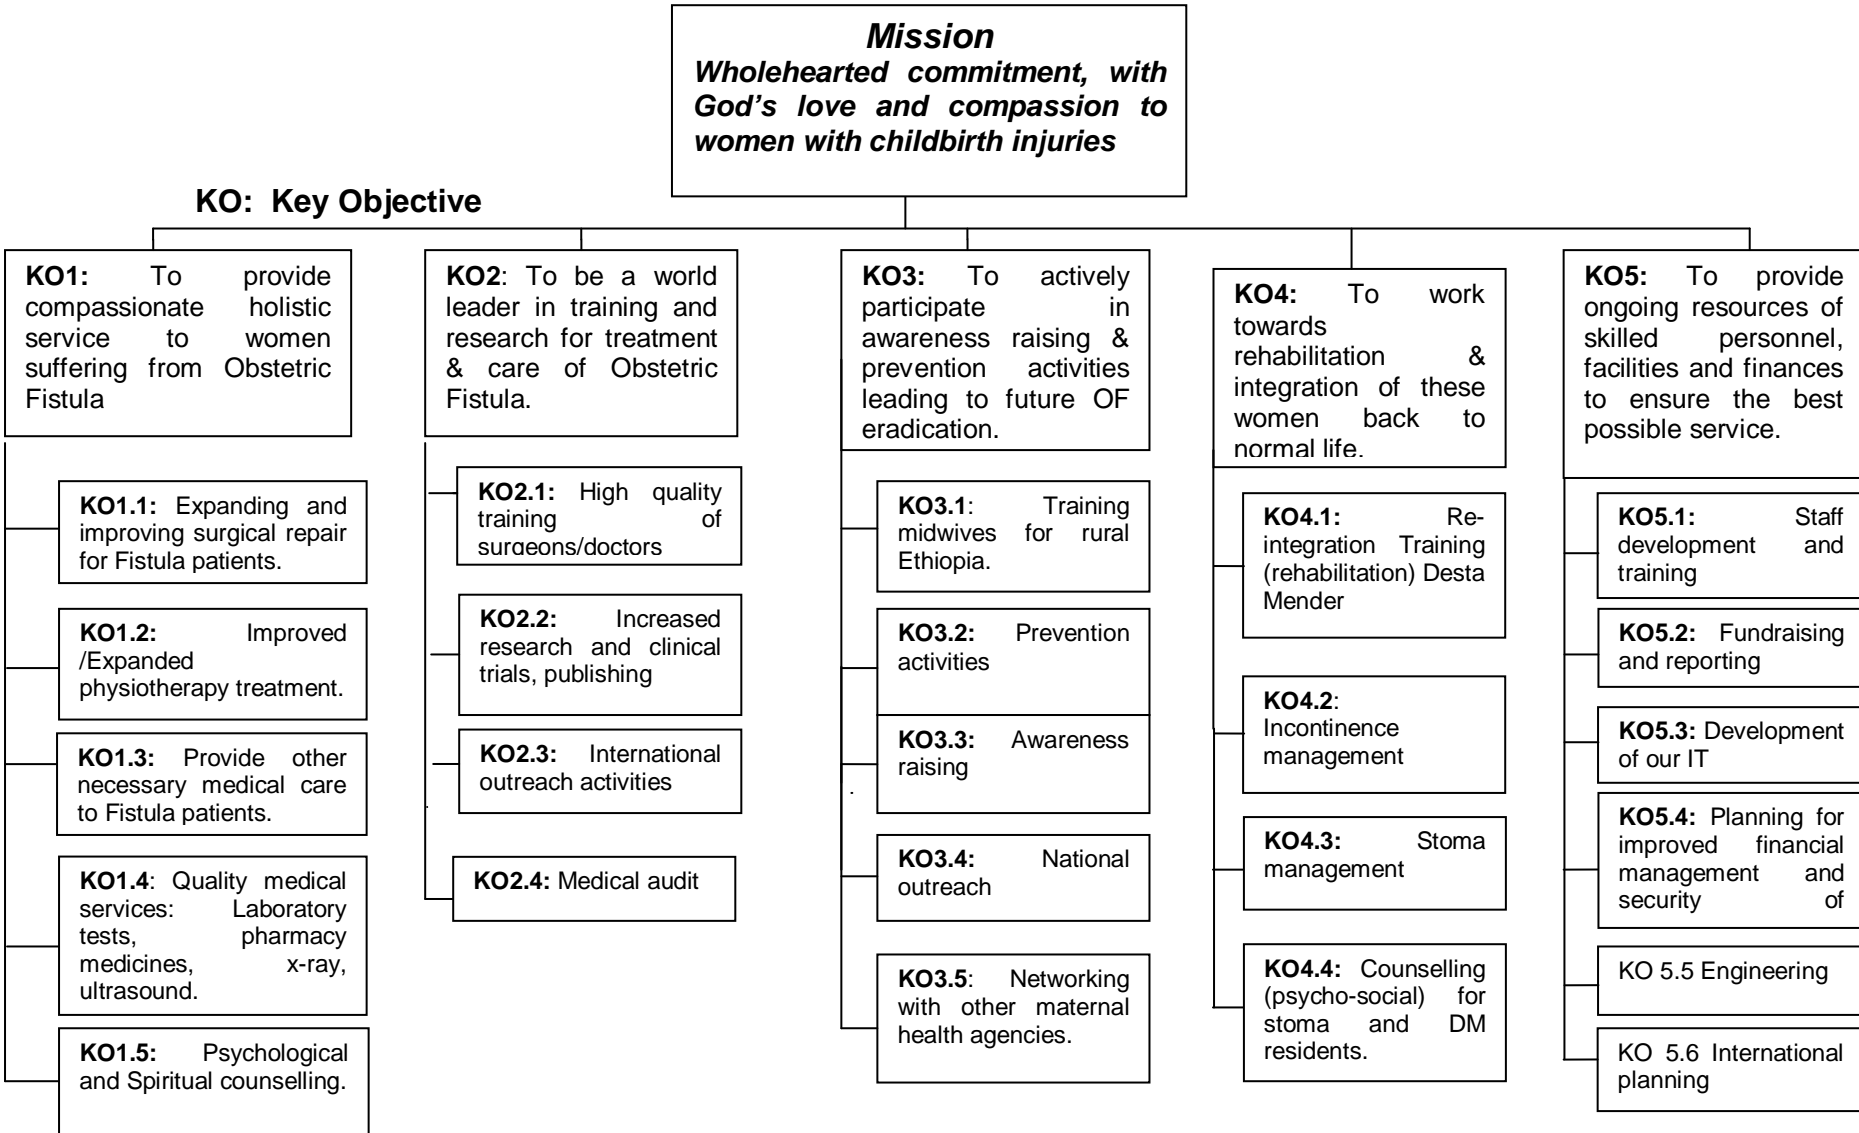 Mission
Wholehearted commitment, with
God's love and compassion to
women with childbirth injuries
KO: Key Objective
KO1: To provide
compassionate holistic
service to women
suffering from Obstetric
Fistula
KO1.1: Expanding and
improving surgical repair
for Fistula patients.
KO1.2: Improved
/Expanded
physiotherapy treatment.
KO1.3: Provide other
necessary medical care
to Fistula patients.
KO1.4: Quality medical
services: Laboratory
tests, pharmacy
medicines, x-ray,
ultrasound.
KO1.5: Psychological
and Spiritual counselling.
KO2: To be a world
leader in training and
research for treatment
& care of Obstetric
Fistula.
KO2.1: High quality
training of
surgeons/doctors
KO2.2: Increased
research and clinical
trials, publishing
KO2.3: International
outreach activities
KO2.4: Medical audit
KO3: To actively
participate in
awareness raising &
prevention activities
leading to future OF
eradication.
KO3.1: Training
midwives for rural
Ethiopia.
KO3.2: Prevention
activities
KO3.3: Awareness
raising
KO3.4: National
outreach
KO3.5: Networking
with other maternal
health agencies.
KO4: To work
towards
rehabilitation &
integration of these
women back to
normal life.
KO4.1: Re-
integration Training
(rehabilitation) Desta
Mender
KO4.2:
Incontinence
management
KO4.3: Stoma
management
KO4.4: Counselling
(psycho-social) for
stoma and DM
residents.
KO5: To provide
ongoing resources of
skilled personnel,
facilities and finances
to ensure the best
possible service.
KO5.1: Staff
development and
training
KO5.2: Fundraising
and reporting
KO5.3: Development
of our IT
KO5.4: Planning for
improved financial
management and
security of
KO 5.5 Engineering
KO 5.6 International
planning